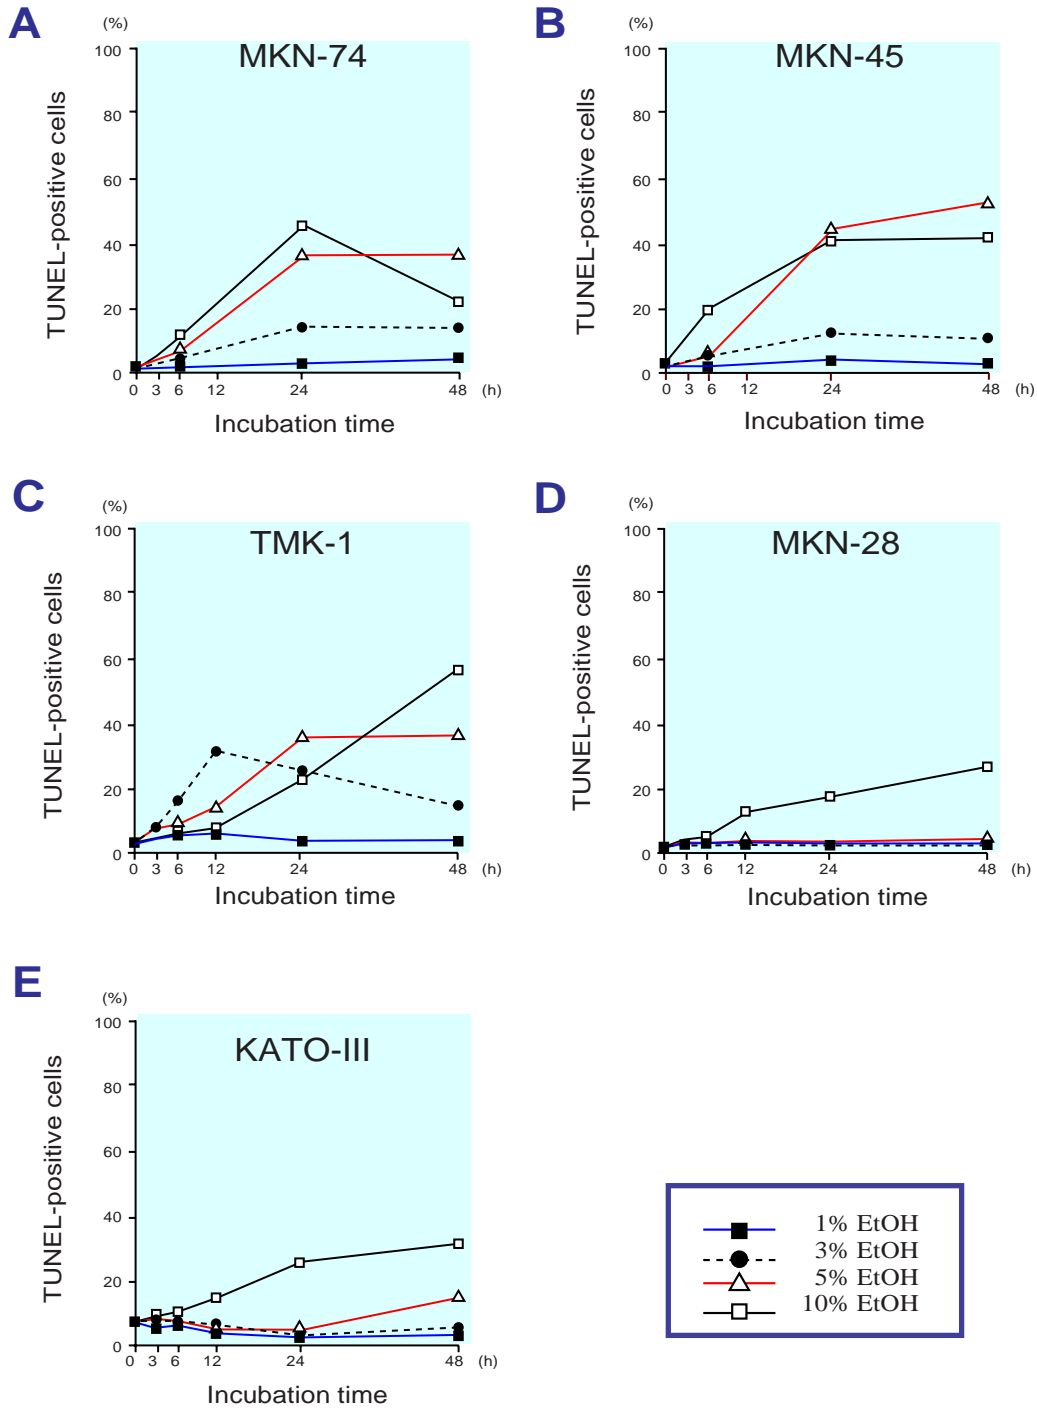 A
(%)
MKN-74
TUNEL-positive cells
100
80
60
40
20
0
0 3 6 12 24 48 (h)
Incubation time
B
(%)
MKN-45
TUNEL-positive cells
100
80
60
40
20
0
0 3 6 12 24 48 (h)
Incubation time
C
(%)
TMK-1
TUNEL-positive cells
100
80
60
40
20
0
0 3 6 12 24 48 (h)
Incubation time
D
(%)
MKN-28
TUNEL-positive cells
100
80
60
40
20
0
0 3 6 12 24 48 (h)
Incubation time
E
(%)
KATO-III
TUNEL-positive cells
100
80
60
40
20
0
0 3 6 12 24 48 (h)
Incubation time
1% EtOH
3% EtOH
5% EtOH
10% EtOH